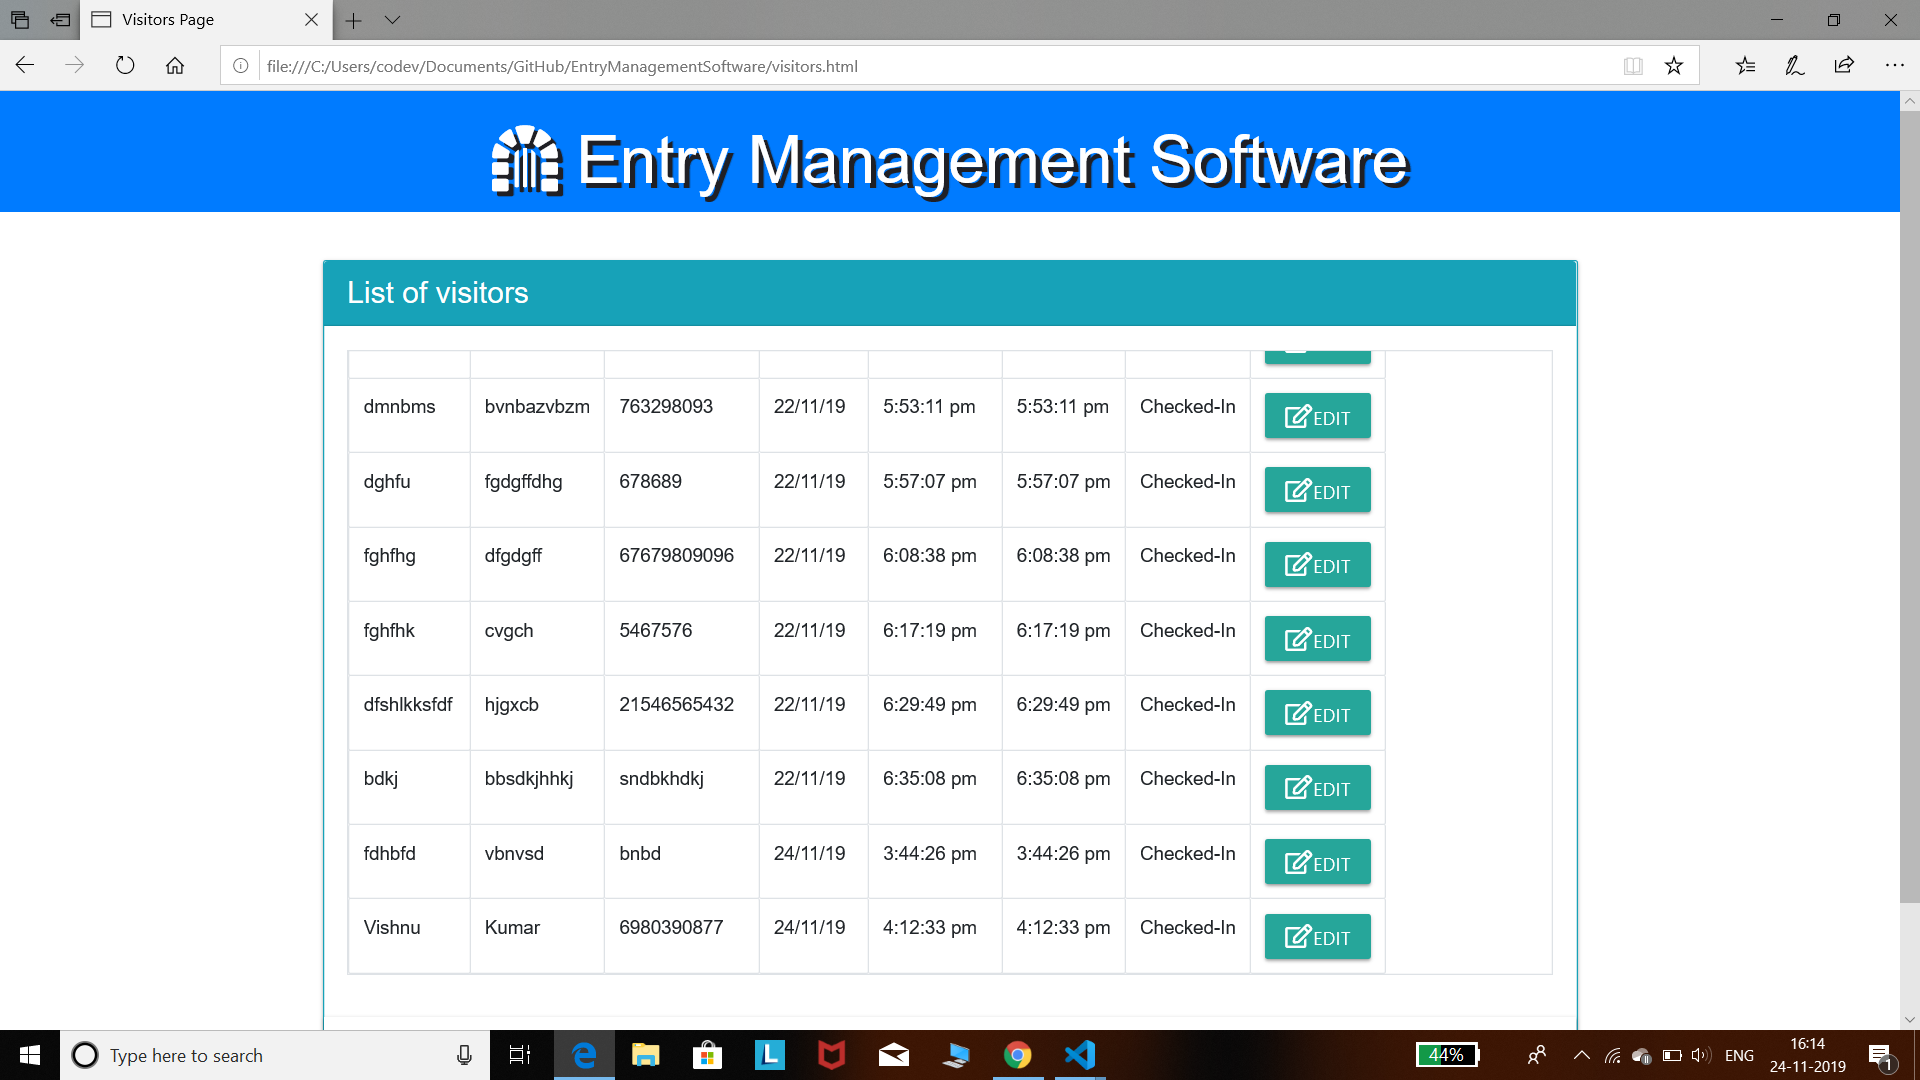 Visitors Page
file:///C:/Users/codev/Documents/GitHub/EntryManagementSoftware/visitors.html
Entry Management Software
List of visitors
dmnbms bvnbazvbzm 763298093 22/11/19 5:53:11 pm 5:53:11 pm Checked-In EDIT
dghfu fgdgffdhg 678689 22/11/19 5:57:07 pm 5:57:07 pm Checked-In EDIT
fghfhg dfgdgff 67679809096 22/11/19 6:08:38 pm 6:08:38 pm Checked-In EDIT
fghfhk cvgch 5467576 22/11/19 6:17:19 pm 6:17:19 pm Checked-In EDIT
dfshlkksfdf hjgxcb 21546565432 22/11/19 6:29:49 pm 6:29:49 pm Checked-In EDIT
bdkj bbsdkjhhkj sndbkhdkj 22/11/19 6:35:08 pm 6:35:08 pm Checked-In EDIT
fdhbfd vbnvsd bnbd 24/11/19 3:44:26 pm 3:44:26 pm Checked-In EDIT
Vishnu Kumar 6980390877 24/11/19 4:12:33 pm 4:12:33 pm Checked-In EDIT
Type here to search L 44% ENG 16:14
24-11-2019 1